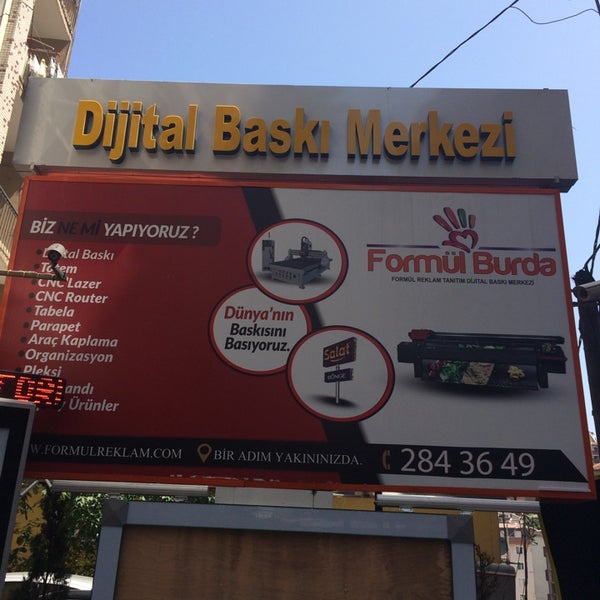 Dijital Baskı Merkezi
BİZ NE Mİ YAPIYORUZ ?
Baskı
CNC Lazer
CNC Router
Tabela
Parapet
Araç Kaplama
Organizasyon
Pleksi
Ürünler
Dünya'nın
Baskısını
Basıyoruz.
Salat
Formül Burda
FORMÜL REKLAM TANITIM DİJİTAL BASKI MERKEZİ
W.FORMULREKLAM.COM
BİR ADIM YAKININIZDA.
284 36 49